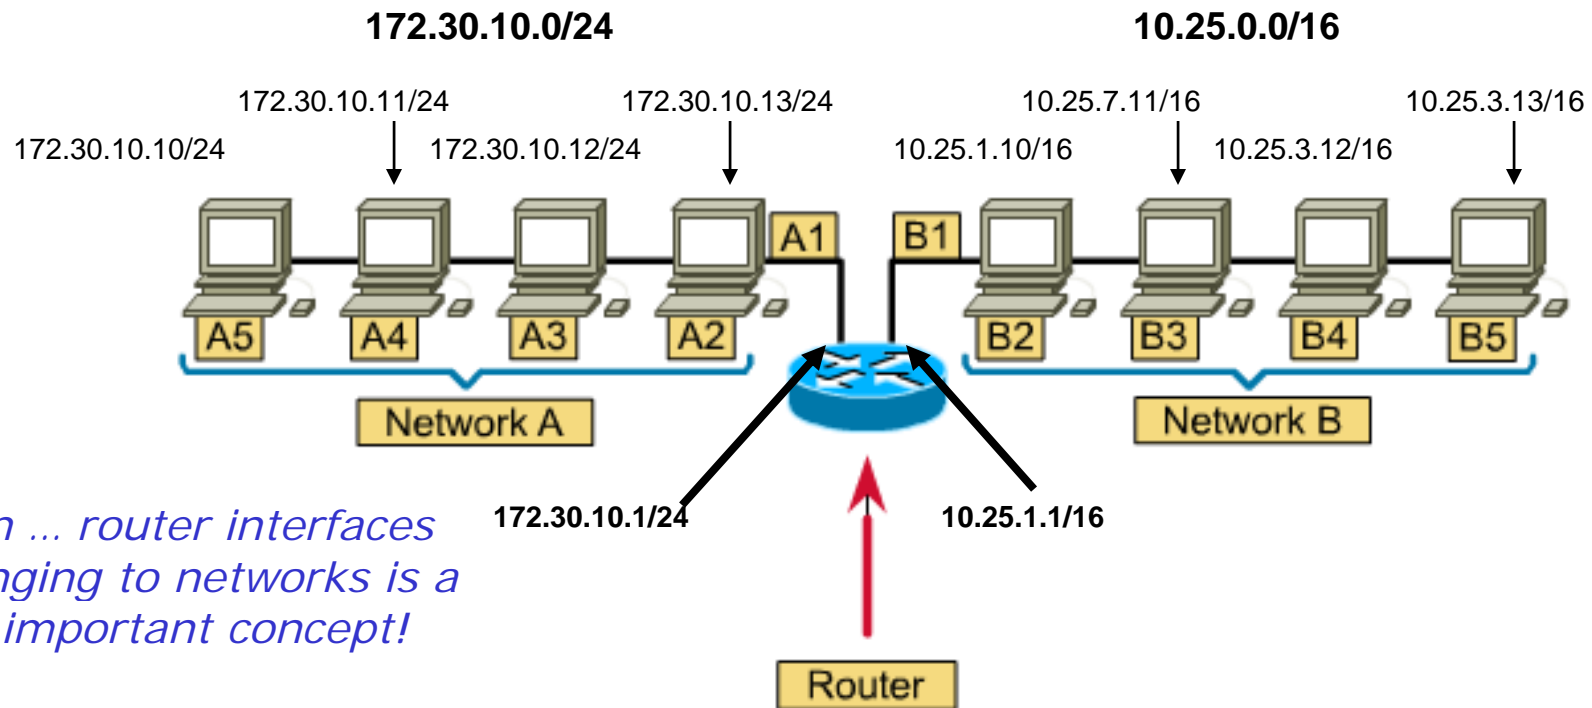 172.30.10.0/24 10.25.0.0/16
172.30.10.11/24 172.30.10.13/24 10.25.7.11/16 10.25.3.13/16
172.30.10.10/24 172.30.10.12/24 10.25.1.10/16 10.25.3.12/16
A1 B1
A5 A4 A3 A2 B2 B3 B4 B5
Network A Network B
172.30.10.1/24 10.25.1.1/16
n ... router interfaces
nging to networks is a
important concept!
Router